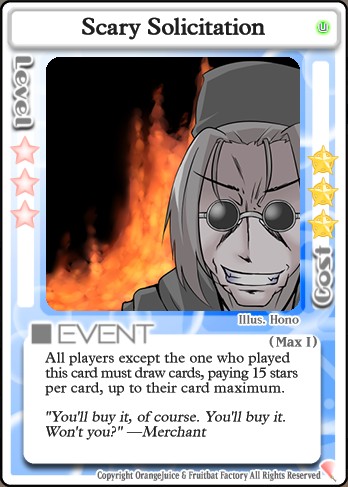 Scary Solicitation
U
Level
Cost
Illus. Hono
EVENT
(Max 1)
All players except the one who played
this card must draw cards, paying 15 stars
per card, up to their card maximum.
"You'll buy it, of course. You'll buy it.
Won't you?" —Merchant
Copyright Orangejuice & Fruitbat Factory All Rights Reserved